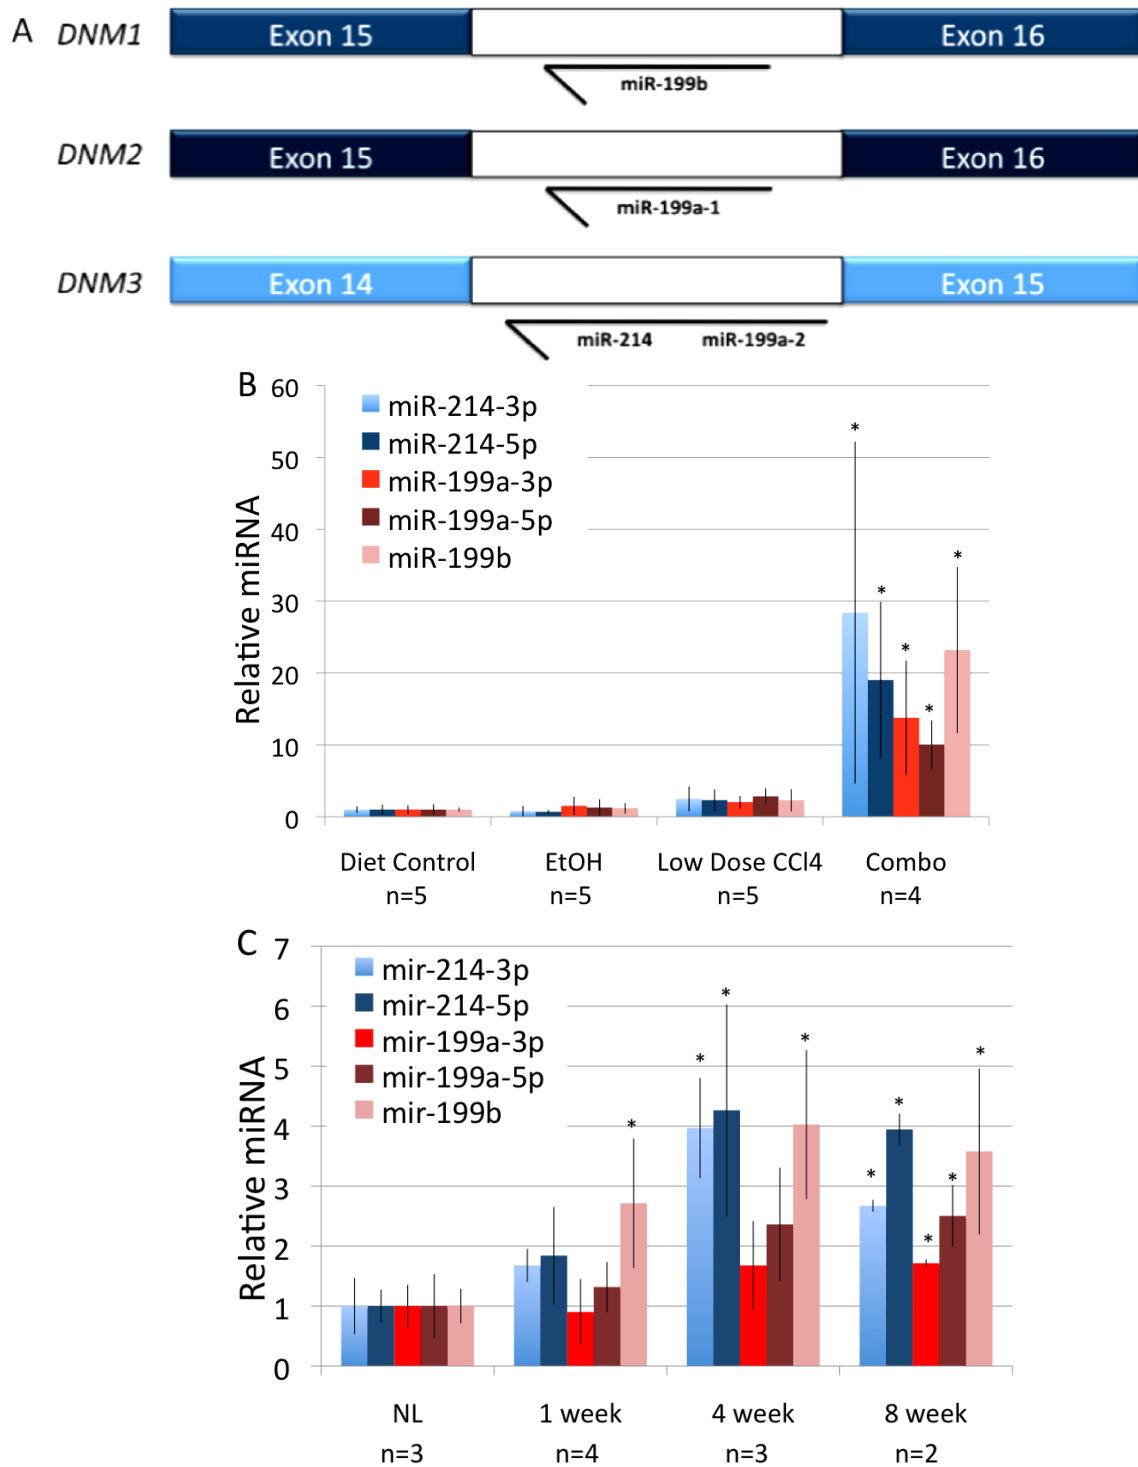 A DNM1 Exon 15 Exon 16
miR-199b
DNM2 Exon 15 Exon 16
miR-199a-1
DNM3 Exon 14 Exon 15
miR-214 miR-199a-2
B
Relative miRNA
60
50
40
30
20
10
0
miR-214-3p
miR-214-5p
miR-199a-3p
miR-199a-5p
miR-199b
* * * * *
Diet Control EtOH Low Dose CCl4 Combo
n=5 n=5 n=5 n=4
C
Relative miRNA
7
6
5
4
3
2
1
0
mir-214-3p
mir-214-5p
mir-199a-3p
mir-199a-5p
mir-199b
* * * * * * * * *
NL 1 week 4 week 8 week
n=3 n=4 n=3 n=2